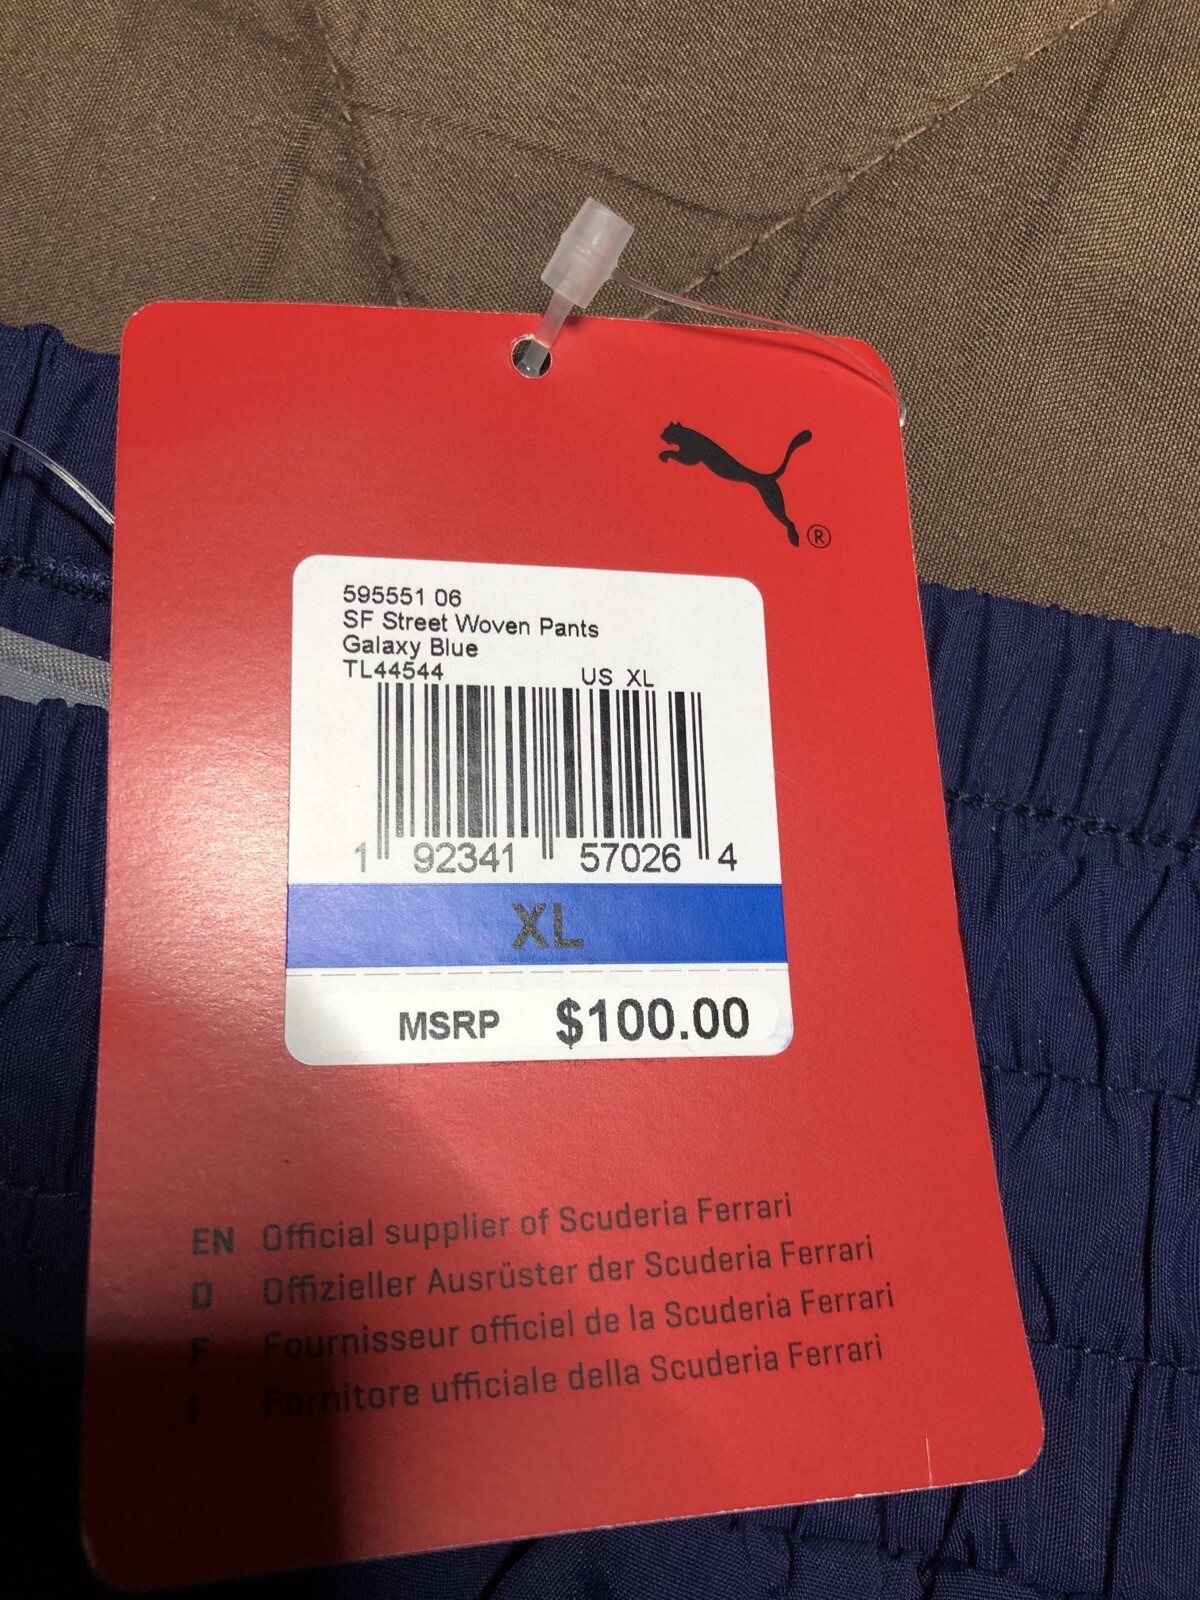 ®
595551 06
SF Street Woven Pants
Galaxy Blue
TL44544 US XL
1 92341 57026 4
XL
MSRP $100.00
EN Official supplier of Scuderia Ferrari
D Offizieller Ausrüster der Scuderia Ferrari
F Fournisseur officiel de la Scuderia Ferrari
I Fornitore ufficiale della Scuderia Ferrari